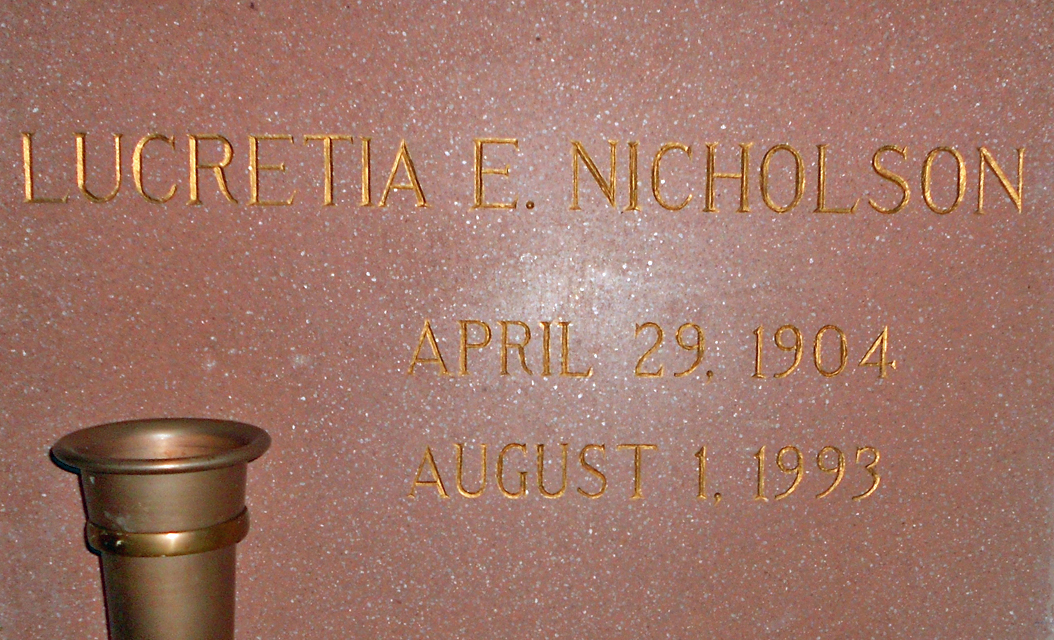 LUCRETIA E. NICHOLSON
APRIL 29, 1904
AUGUST 1, 1993